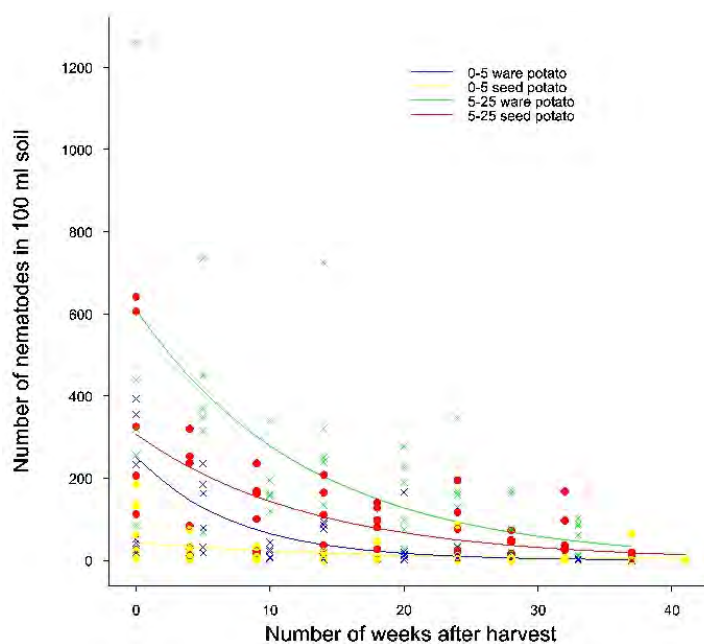 1200
1000
800
600
400
200
0
0-5 ware potato
0-5 seed potato
5-25 ware potato
5-25 seed potato
Number of nematodes in 100 ml soil
0 10 20 30 40
Number of weeks after harvest